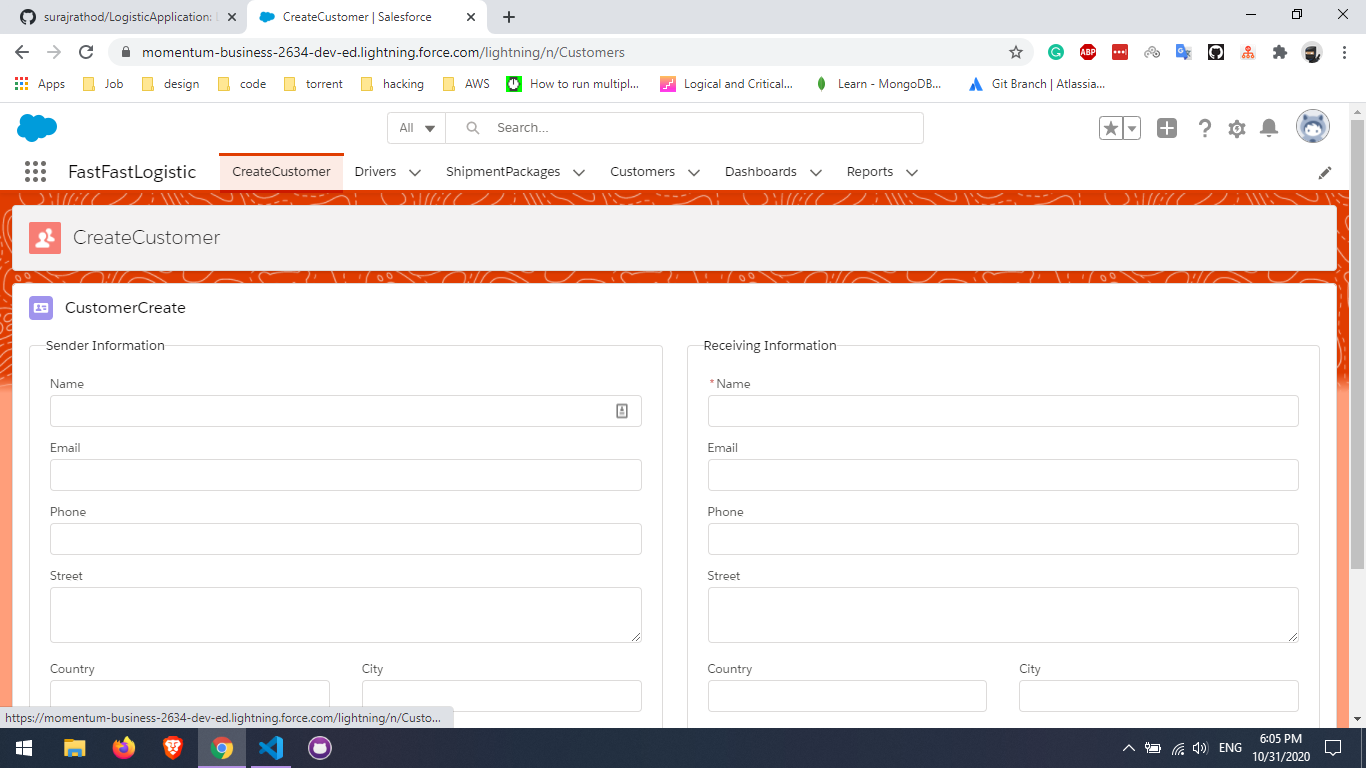 surajrathod/LogisticApplication:
CreateCustomer | Salesforce
momentum-business-2634-dev-ed.lightning.force.com/lightning/n/Customers
ABP
Apps
Job
design
code
torrent
hacking
AWS
How to run multipl...
Logical and Critical...
Learn - MongoDB...
Git Branch | Atlassia...
All
Search...
FastFastLogistic
CreateCustomer
Drivers
ShipmentPackages
Customers
Dashboards
Reports
CreateCustomer
CustomerCreate
Sender Information
Receiving Information
Name
*Name
Email
Email
Phone
Phone
Street
Street
Country
City
Country
City
https://momentum-business-2634-dev-ed.lightning.force.com/lightning/n/Custo...
ENG
6:05 PM
10/31/2020